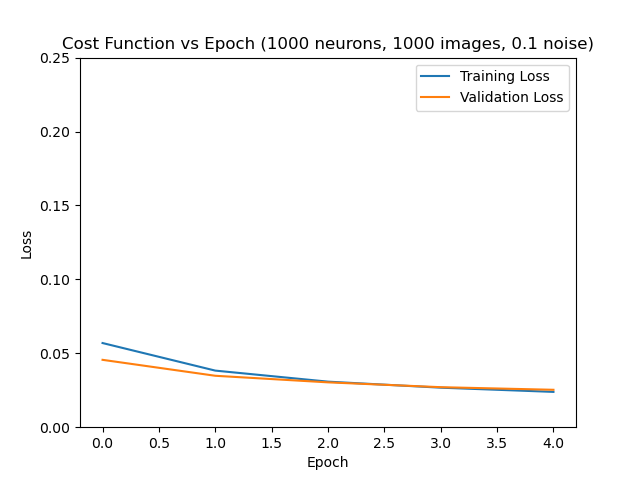 Cost Function vs Epoch (1000 neurons, 1000 images, 0.1 noise)
Training Loss
Validation Loss
0.25
0.20
0.15
0.10
0.05
0.00
Loss
0.0 0.5 1.0 1.5 2.0 2.5 3.0 3.5 4.0
Epoch